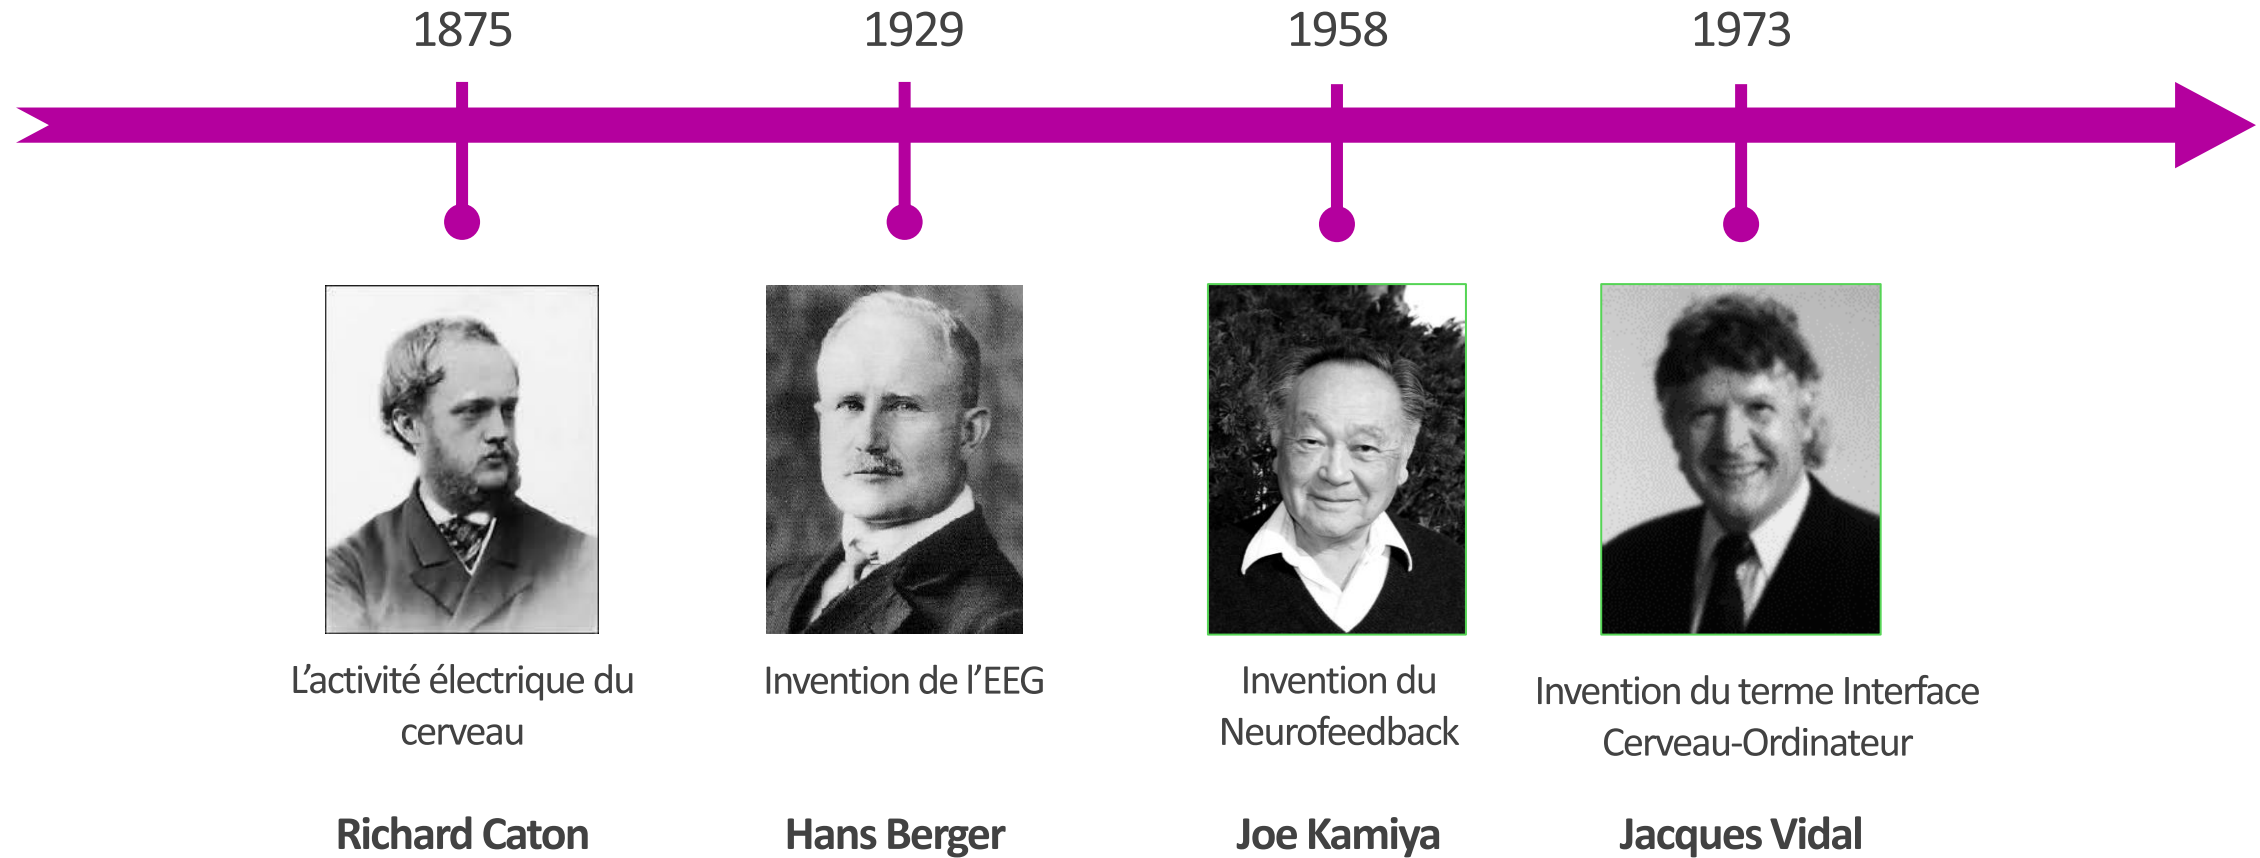 1875
1929
1958
1973
L’activité électrique du
cerveau
Richard Caton
Invention de l’EEG
Hans Berger
Invention du
Neurofeedback
Joe Kamiya
Invention du terme Interface
Cerveau-Ordinateur
Jacques Vidal